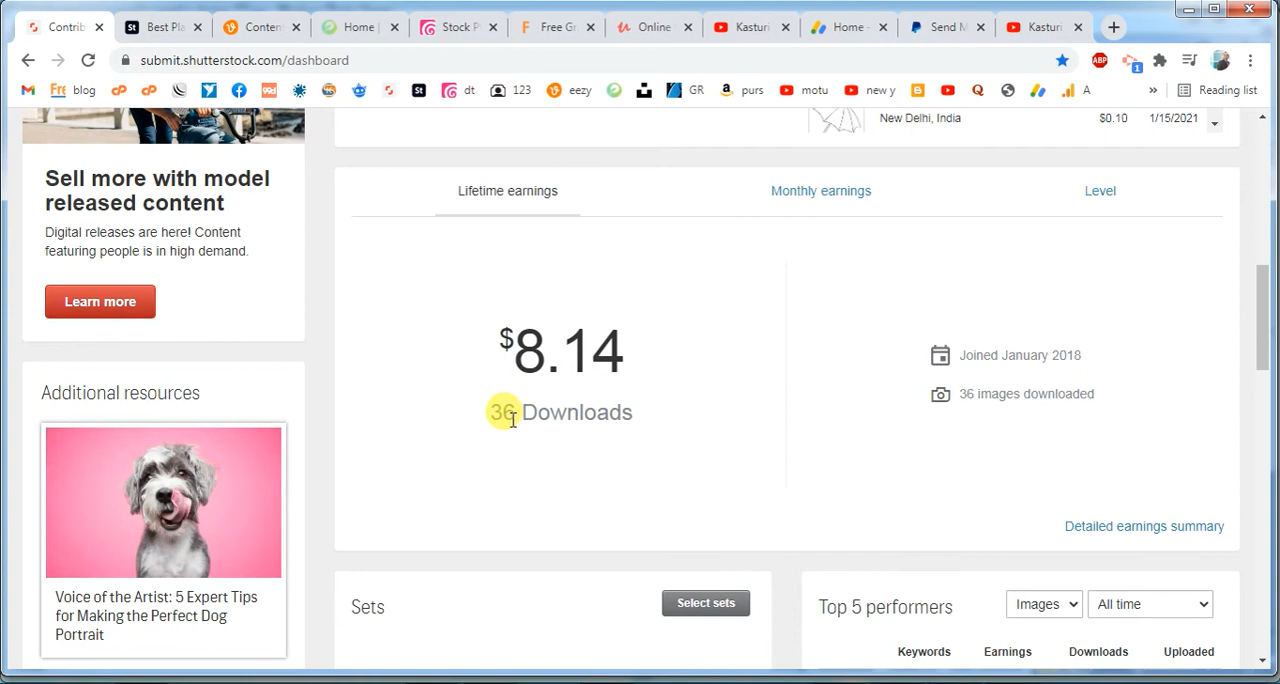 Contrib
Best Pla
Conten
Home |
Stock P
Free Gr
Online
Kasturi
Home -
Send M
Kasturi
submit.shutterstock.com/dashboard
1
Fre blog
99d
St
dt
123
eezy
GR
purs
motu
new y
A
»
Reading list
New Delhi, India
$0.10
1/15/2021
Sell more with model
released content
Digital releases are here! Content
featuring people is in high demand.
Learn more
Additional resources
Voice of the Artist: 5 Expert Tips
for Making the Perfect Dog
Portrait
Lifetime earnings
Monthly earnings
Level
$8.14
36 Downloads
Joined January 2018
36 images downloaded
Detailed earnings summary
Sets
Select sets
Top 5 performers
Images
All time
Keywords
Earnings
Downloads
Uploaded